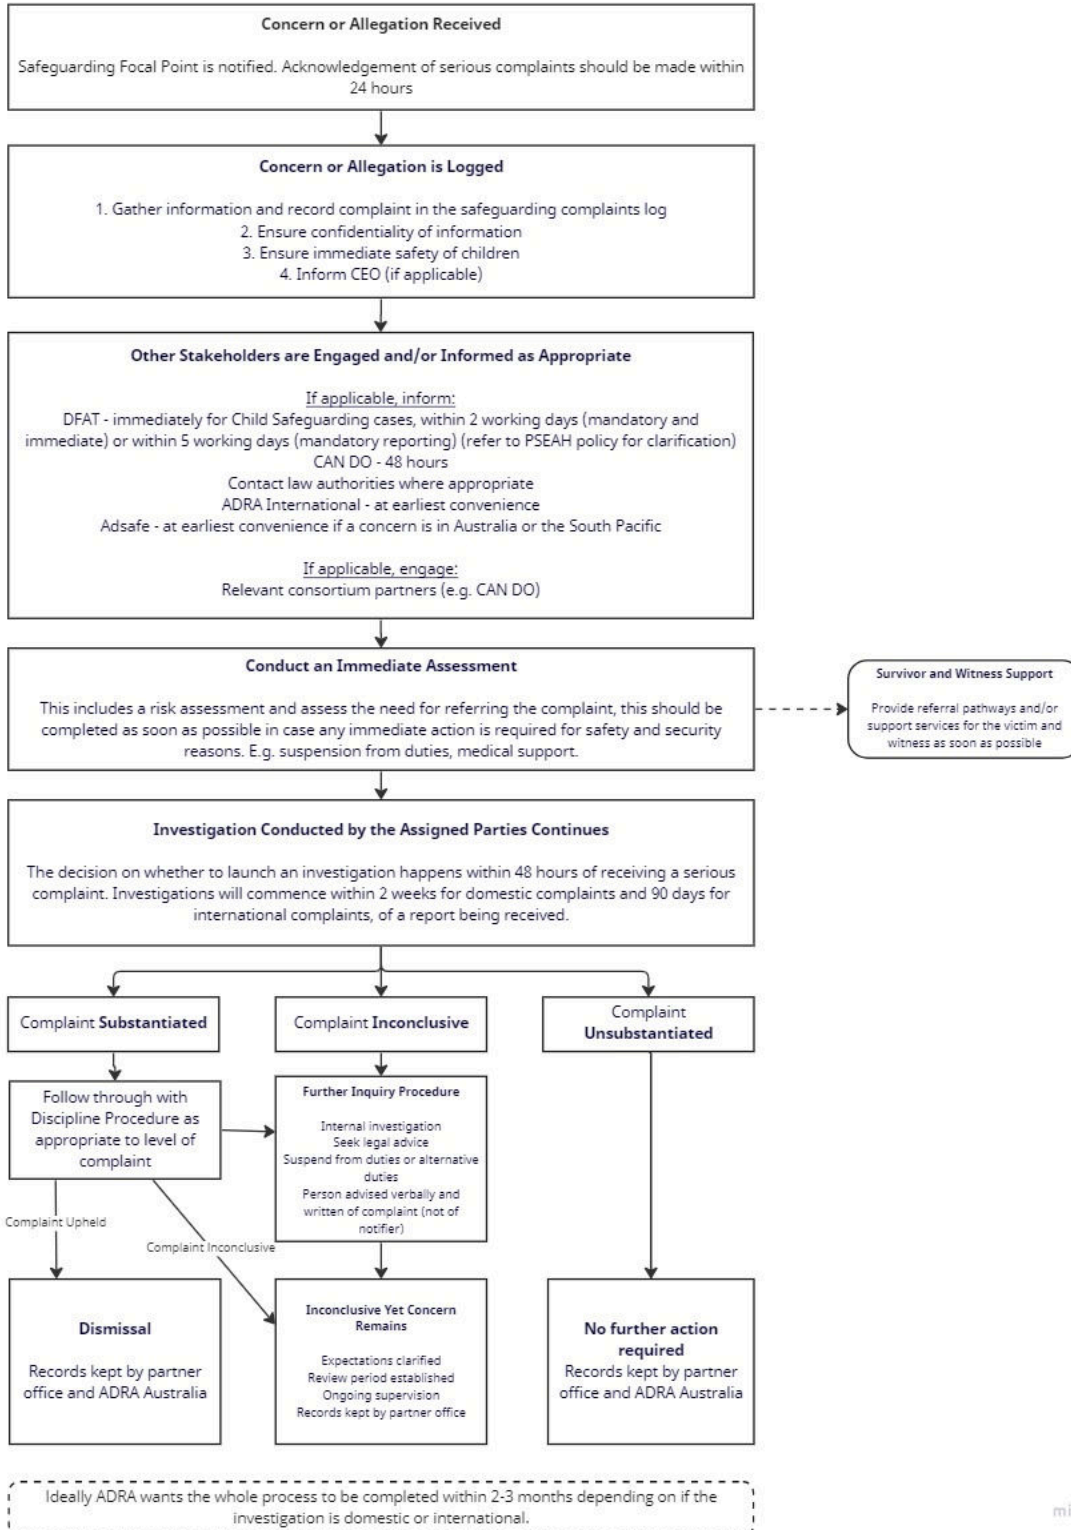 Concern or Allegation Received
Safeguarding Focal Point is notified. Acknowledgement of serious complaints should be made within
24 hours
Concern or Allegation is Logged
1. Gather information and record complaint in the safeguarding complaints log
2. Ensure confidentiality of information
3. Ensure immediate safety of children
4. Inform CEO (if applicable)
Other Stakeholders are Engaged and/or Informed as Appropriate
If applicable, inform:
DFAT - immediately for Child Safeguarding cases, within 2 working days (mandatory and
immediate) or within 5 working days (mandatory reporting) (refer to PSEAH policy for clarification)
CAN DO - 48 hours
Contact law authorities where appropriate
ADRA International - at earliest convenience
Adsafe - at earliest convenience if a concern is in Australia or the South Pacific
If applicable, engage:
Relevant consortium partners (e.g. CAN DO)
Conduct an Immediate Assessment
This includes a risk assessment and assess the need for referring the complaint, this should be
completed as soon as possible in case any immediate action is required for safety and security
reasons. E.g. suspension from duties, medical support.
Survivor and Witness Support
Provide referral pathways and/or
support services for the victim and
witness as soon as possible
Investigation Conducted by the Assigned Parties Continues
The decision on whether to launch an investigation happens within 48 hours of receiving a serious
complaint. Investigations will commence within 2 weeks for domestic complaints and 90 days for
international complaints, of a report being received.
Complaint Substantiated
Complaint Inconclusive
Complaint
Unsubstantiated
Follow through with
Discipline Procedure as
appropriate to level of
complaint
Further Inquiry Procedure
Internal investigation
Seek legal advice
Suspend from duties or alternative
duties
Person advised verbally and
written of complaint (not of
notifier)
Complaint Upheld
Complaint Inconclusive
Dismissal
Records kept by partner
office and ADRA Australia
Inconclusive Yet Concern
Remains
Expectations clarified
Review period established
Ongoing supervision
Records kept by partner office
No further action
required
Records kept by partner
office and ADRA Australia
Ideally ADRA wants the whole process to be completed within 2-3 months depending on if the
investigation is domestic or international.